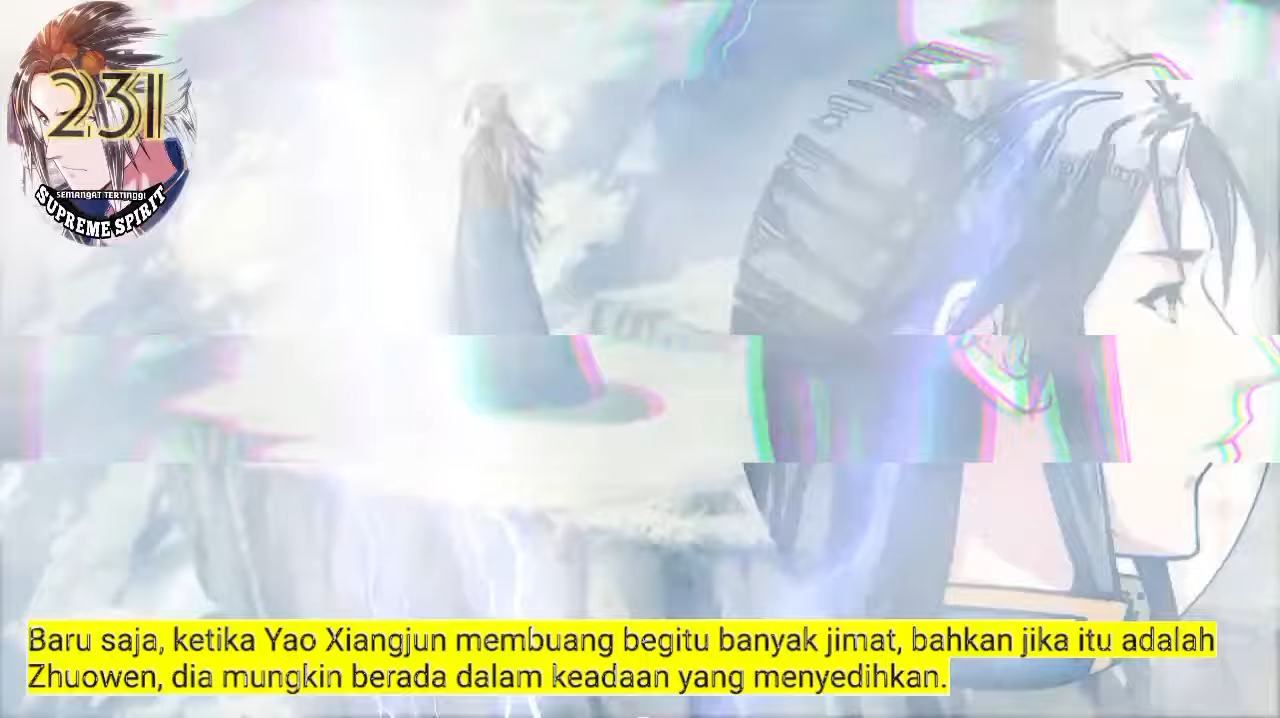 231
SEMANGAT TERTINGGI
SUPREME SPIRIT
Baru saja, ketika Yao Xiangjun membuang begitu banyak jimat, bahkan jika itu adalah
Zhuowen, dia mungkin berada dalam keadaan yang menyedihkan.